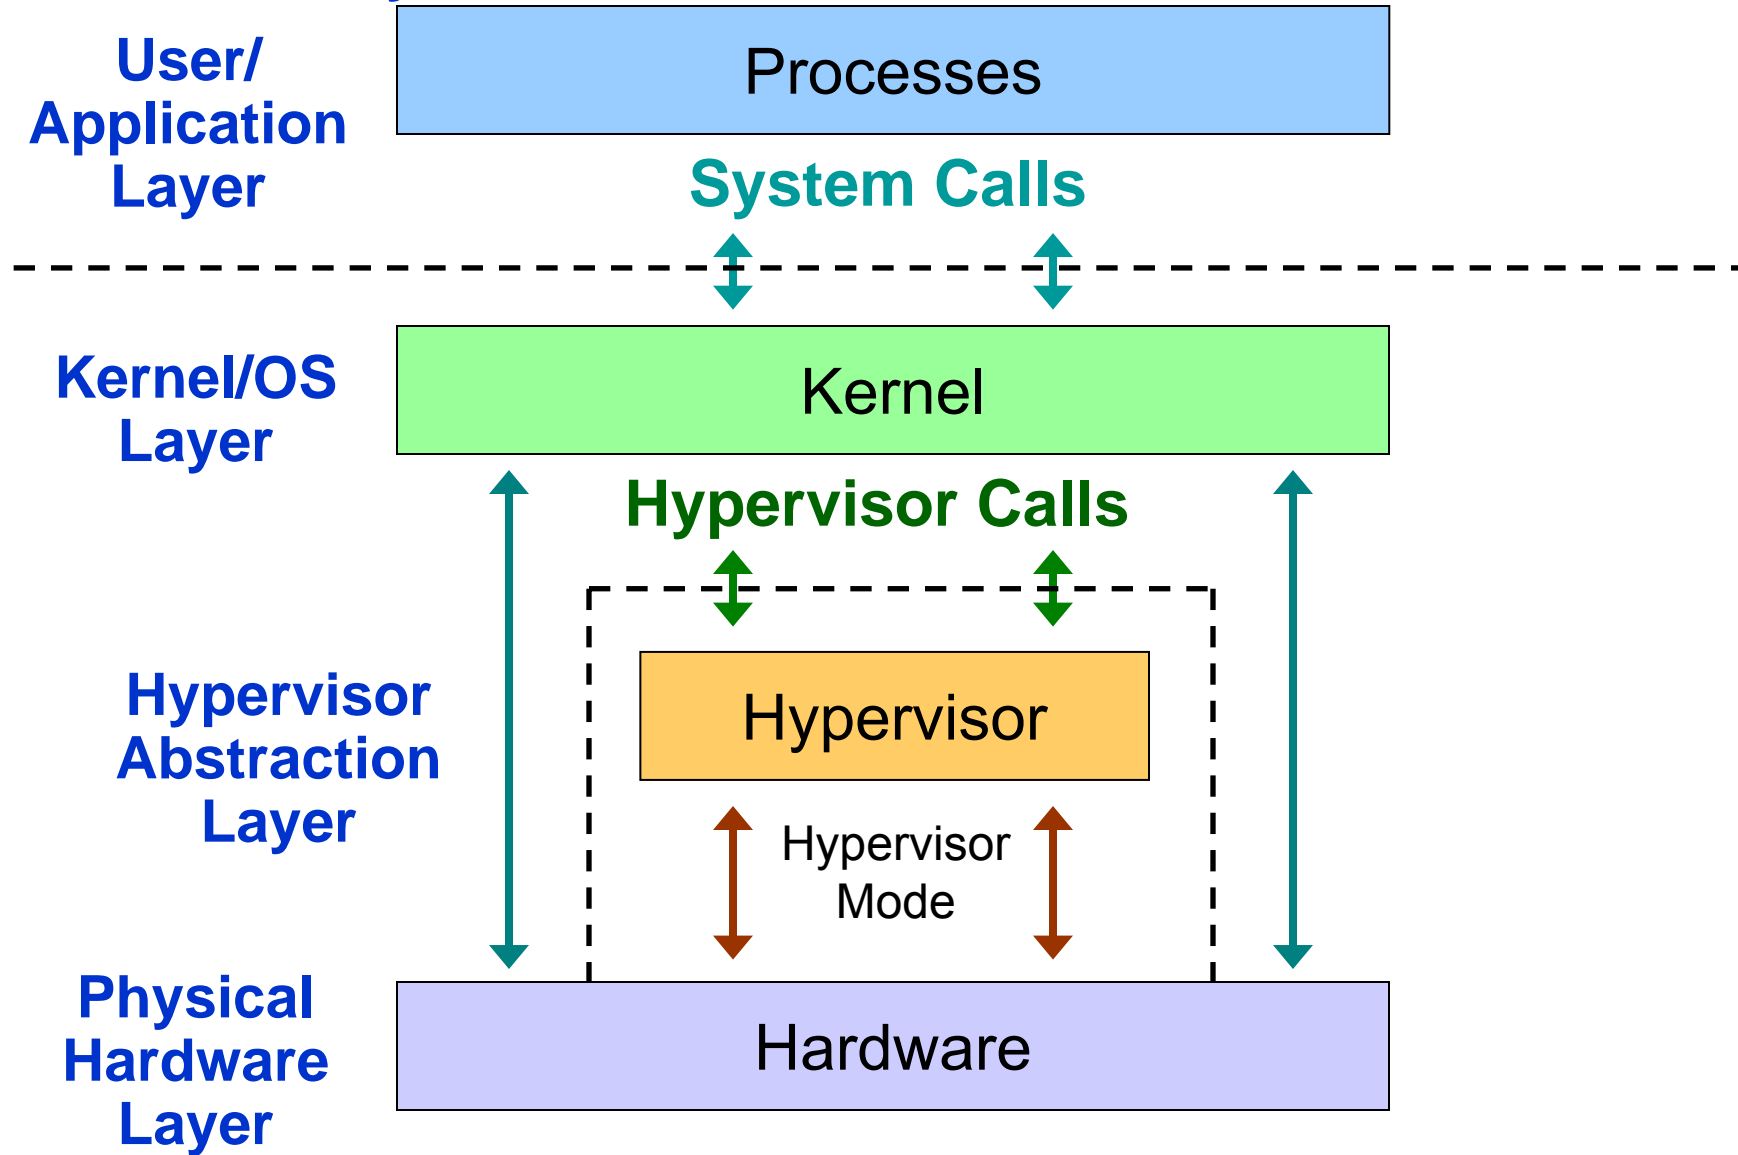 User/
Application
Layer
Processes
System Calls
Kernel/OS
Layer
Kernel
Hypervisor Calls
Hypervisor
Abstraction
Layer
Hypervisor
Hypervisor
Mode
Physical
Hardware
Layer
Hardware